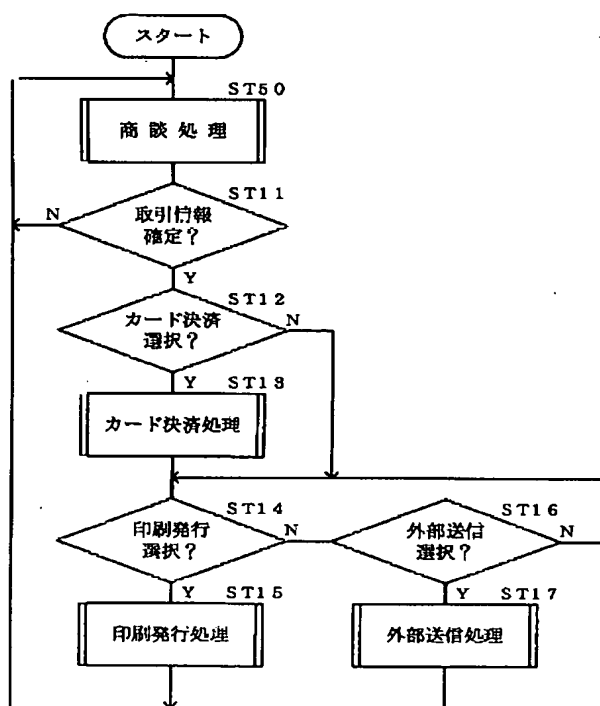 スタート
ST50
商談処理
ST11
取引情報
確定？
N
Y
ST12
カード決済
選択？
N
Y
ST13
カード決済処理
ST14
印刷発行
選択？
N
ST16
外部送信
選択？
N
Y
ST15
Y
ST17
印刷発行処理
外部送信処理